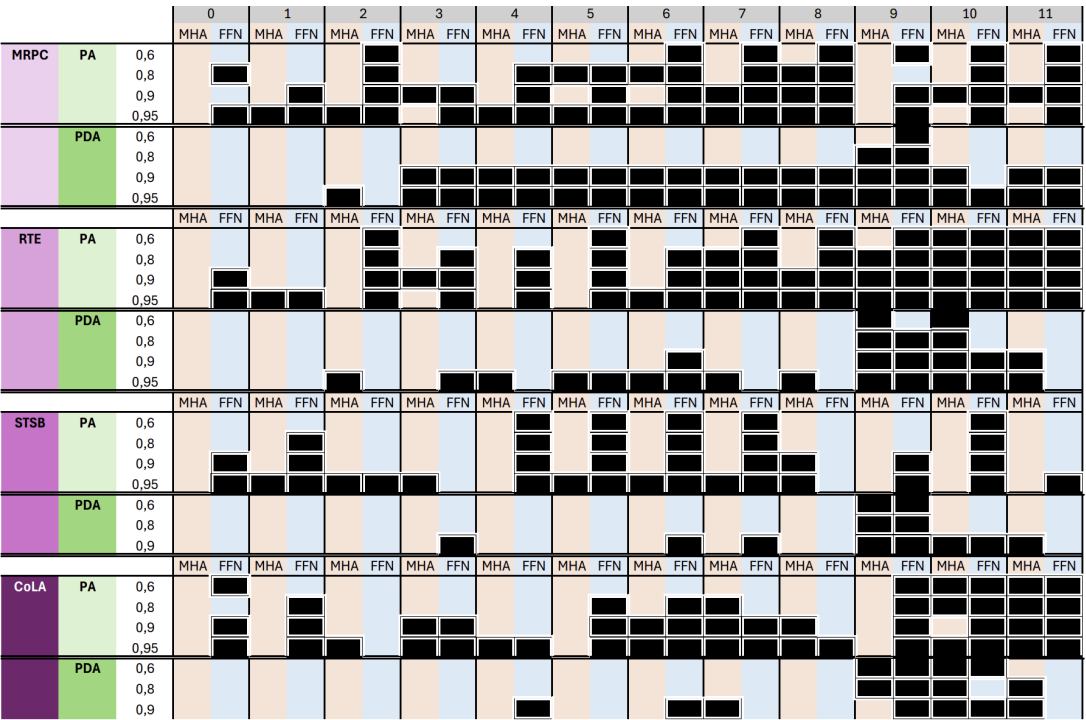 0 1 2 3 4 5 6 7 8 9 10 11
MHA FFN MHA FFN MHA FFN MHA FFN MHA FFN MHA FFN MHA FFN MHA FFN MHA FFN MHA FFN MHA FFN MHA FFN
MRPC PA 0,6
0,8
0,9
0,95
PDA 0,6
0,8
0,9
0,95
MHA FFN MHA FFN MHA FFN MHA FFN MHA FFN MHA FFN MHA FFN MHA FFN MHA FFN MHA FFN MHA FFN MHA FFN
RTE PA 0,6
0,8
0,9
0,95
PDA 0,6
0,8
0,9
0,95
MHA FFN MHA FFN MHA FFN MHA FFN MHA FFN MHA FFN MHA FFN MHA FFN MHA FFN MHA FFN MHA FFN MHA FFN
STSB PA 0,6
0,8
0,9
0,95
PDA 0,6
0,8
0,9
MHA FFN MHA FFN MHA FFN MHA FFN MHA FFN MHA FFN MHA FFN MHA FFN MHA FFN MHA FFN MHA FFN MHA FFN
CoLA PA 0,6
0,8
0,9
0,95
PDA 0,6
0,8
0,9